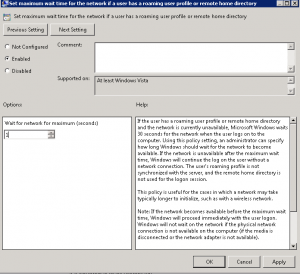 Set maximum wait time for the network if a user has a roaming user profile or remote home directory
Set maximum wait time for the network if a user has a roaming user profile or remote home directory
Previous Setting
Next Setting
Not Configured
Comment:
Enabled
Disabled
Supported on:
At least Windows Vista
Options:
Help:
Wait for network for maximum (seconds)
If the user has a roaming user profile or remote home directory
and the network is currently unavailable, Microsoft Windows waits
30 seconds for the network when the user logs on to the
computer. Using this policy setting, an administrator can specify
how long Windows should wait for the network to become
available. If the network is unavailable after the maximum wait
time, Windows will continue the log on the user without a
network connection. The user's roaming profile is not
synchronized with the server, and the remote home directory is
not used for the logon session.
This policy is useful for the cases in which a network may take
typically longer to initialize, such as with a wireless network.
Note: If the network becomes available before the maximum wait
time, Windows will proceed immediately with the user logon.
Windows will not wait on the network if the physical network
connection is not available on the computer (if the media is
disconnected or the network adapter is not available).
OK
Cancel
Apply